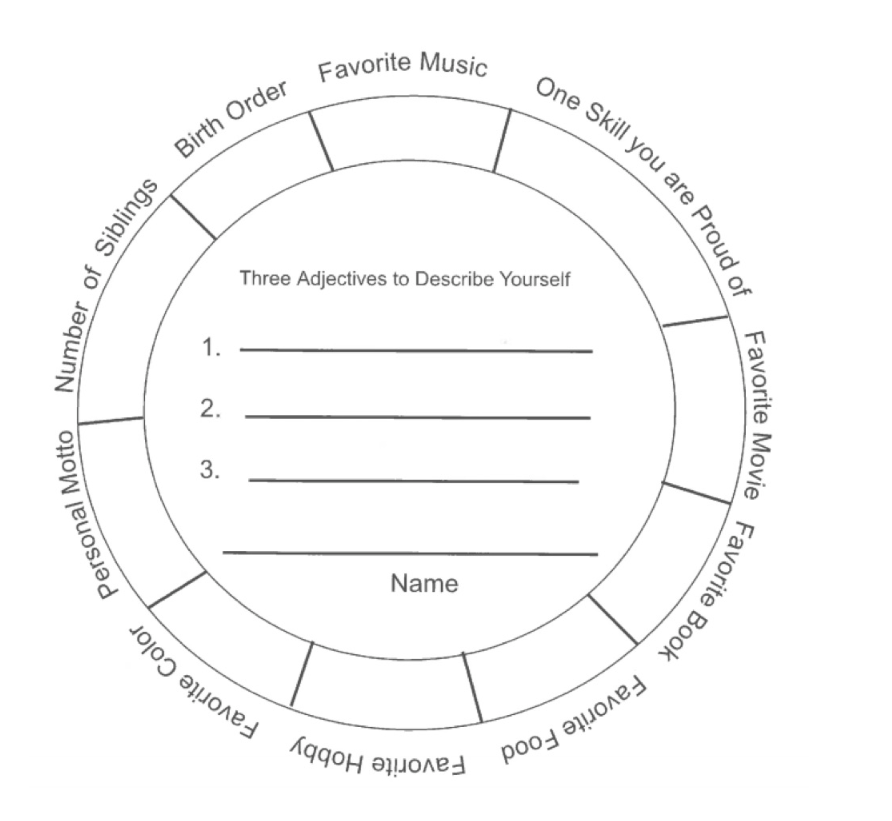 Favorite Music
One Skill you are Proud of
Favorite Movie
Favorite Book
Favorite Food
Favorite Hobby
Favorite Color
Personal Motto
Number of Siblings
Birth Order
Three Adjectives to Describe Yourself
1.
2.
3.
Name